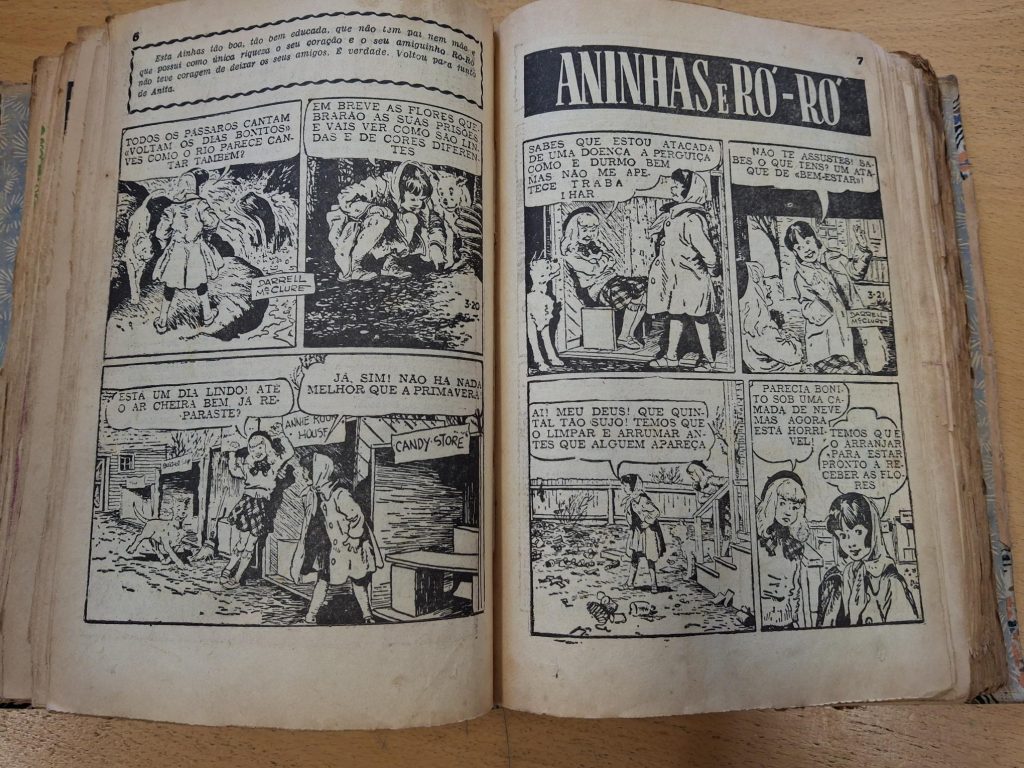 6
Esta Ainhas tão boa, tão bem educada, que não tem pai nem mãe e
que possui como única riqueza o seu coração e o seu amiguinho Ró-Ró
não teve coragem de deixar os seus amigos. É verdade. Voltou para junto
de Anita.
TODOS OS PÁSSAROS CANTAM
«VOLTAM OS DIAS BONITOS»
VÊS COMO O RIO PARECE CAN-
TAR TAMBÉM?
DARRELL
McCLURE
EM BREVE AS FLORES QUE
BRARÃO AS SUAS PRISÕES
E VAIS VER COMO SÃO LIN-
DAS E DE CORES DIFEREN-
TES
3-20
ESTÁ UM DIA LINDO! ATÉ
O AR CHEIRA BEM JÁ RE-
PARASTE?
JÁ, SIM! NÃO HÁ NADA
MELHOR QUE A PRIMAVERA
ANNIE ROONEY
HOUSE
CANDY-STORE
7
ANINHAS E RÓ-RÓ
SABES QUE ESTOU ATACADA
DE UMA DOENÇA A PERGUIÇA
COMO E DURMO BEM
MAS NÃO ME APE-
TECE TRABA
lHAR
NÃO TE ASSUSTES! SA-
BES O QUE TENS? UM ATA-
QUE DE «BEM-ESTAR»!
3-21
DARRELL
McCLURE
AI! MEU DEUS! QUE QUIN-
TAL TÃO SUJO! TEMOS QUE
O LIMPAR E ARRUMAR AN-
TES QUE ALGUEM APAREÇA
PARECIA BONI-
TO SOB UMA CA-
MADA DE NEVE
MAS AGORA
ESTÁ HORRI-
VEL!
TEMOS QUE
O ARRANJAR
PARA ESTAR
PRONTO A RE-
CEBER AS FLO-
RES